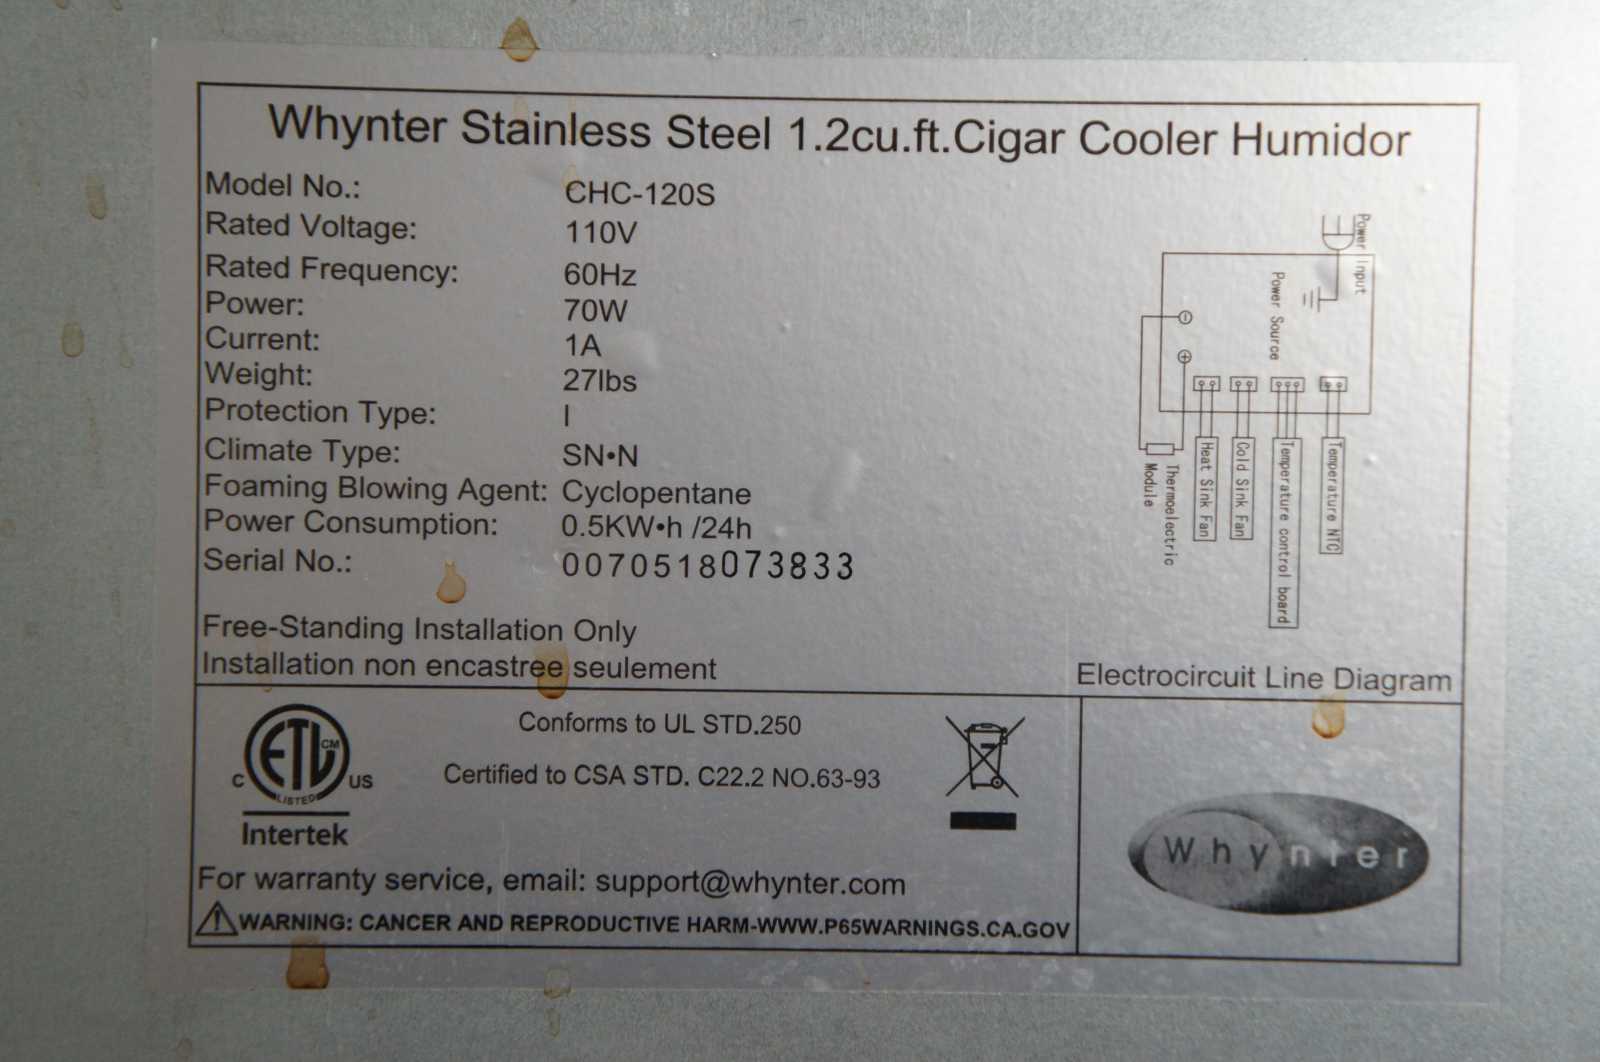 Whynter Stainless Steel 1.2cu.ft.Cigar Cooler Humidor
Model No.: CHC-120S
Rated Voltage: 110V
Rated Frequency: 60Hz
Power: 70W
Current: 1A
Weight: 27lbs
Protection Type: I
Climate Type: SN•N
Foaming Blowing Agent: Cyclopentane
Power Consumption: 0.5KW•h /24h
Serial No.: 0070518073833
Free-Standing Installation Only
Installation non encastree seulement
Power Input
Power Source
Temperature NTC
Temperature control board
Cold Sink Fan
Heat Sink Fan
Thermoelectric
Module
Electrocircuit Line Diagram
ETL CM
C US
LISTED
Intertek
Conforms to UL STD.250
Certified to CSA STD. C22.2 NO.63-93
For warranty service, email: support@whynter.com
WARNING: CANCER AND REPRODUCTIVE HARM-WWW.P65WARNINGS.CA.GOV
Whynter